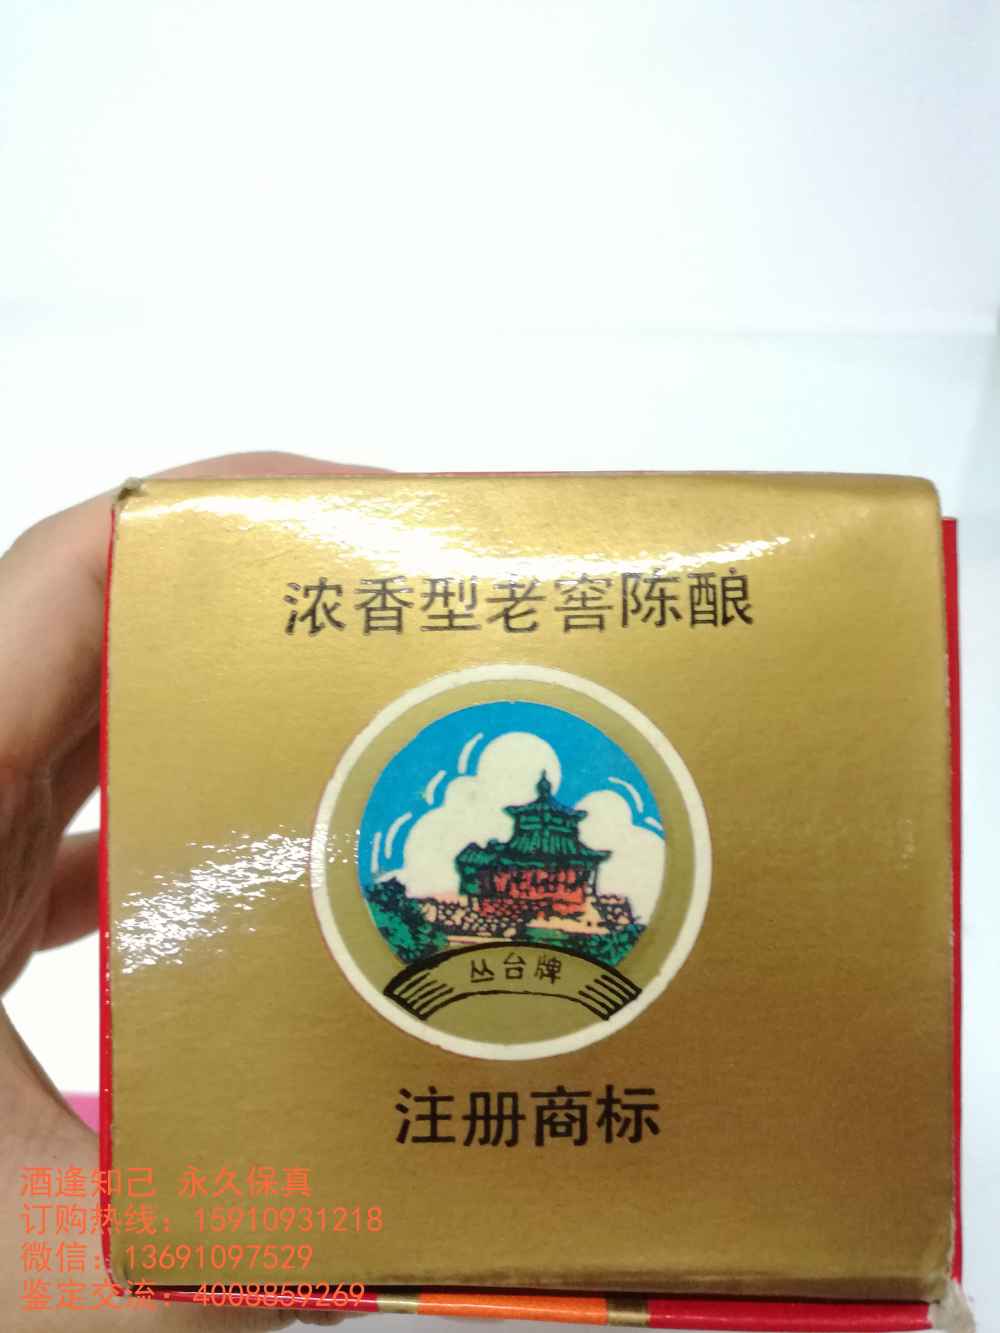 浓香型老窖陈酿
丛台牌
注册商标
酒逢知己 永久保真
订购热线：15910931218
微信：13691097529
鉴定交流：4008859269